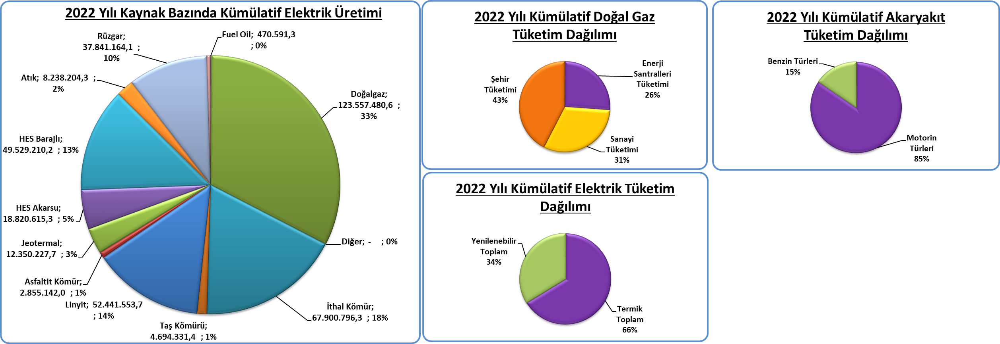 2022 Yılı Kaynak Bazında Kümülatif Elektrik Üretimi
Fuel Oil; 470.591,3
; 0%
Rüzgar;
37.841.164,1 ;
10%
Atık; 8.238.204,3 ;
2%
Doğalgaz;
123.557.480,6 ;
33%
HES Barajlı;
49.529.210,2 ; 13%
HES Akarsu;
18.820.615,3 ; 5%
Diğer; - ; 0%
Jeotermal;
12.350.227,7 ; 3%
Asfaltit Kömür;
2.855.142,0 ; 1%
Linyit; 52.441.553,7
; 14%
İthal Kömür;
67.900.796,3 ; 18%
Taş Kömürü;
4.694.331,4 ; 1%
2022 Yılı Kümülatif Doğal Gaz
Tüketim Dağılımı
Enerji
Santralleri
Tüketimi
26%
Şehir
Tüketimi
43%
Sanayi
Tüketimi
31%
2022 Yılı Kümülatif Akaryakıt
Tüketim Dağılımı
Benzin Türleri
15%
Motorin
Türleri
85%
2022 Yılı Kümülatif Elektrik Tüketim
Dağılımı
Yenilenebilir
Toplam
34%
Termik
Toplam
66%